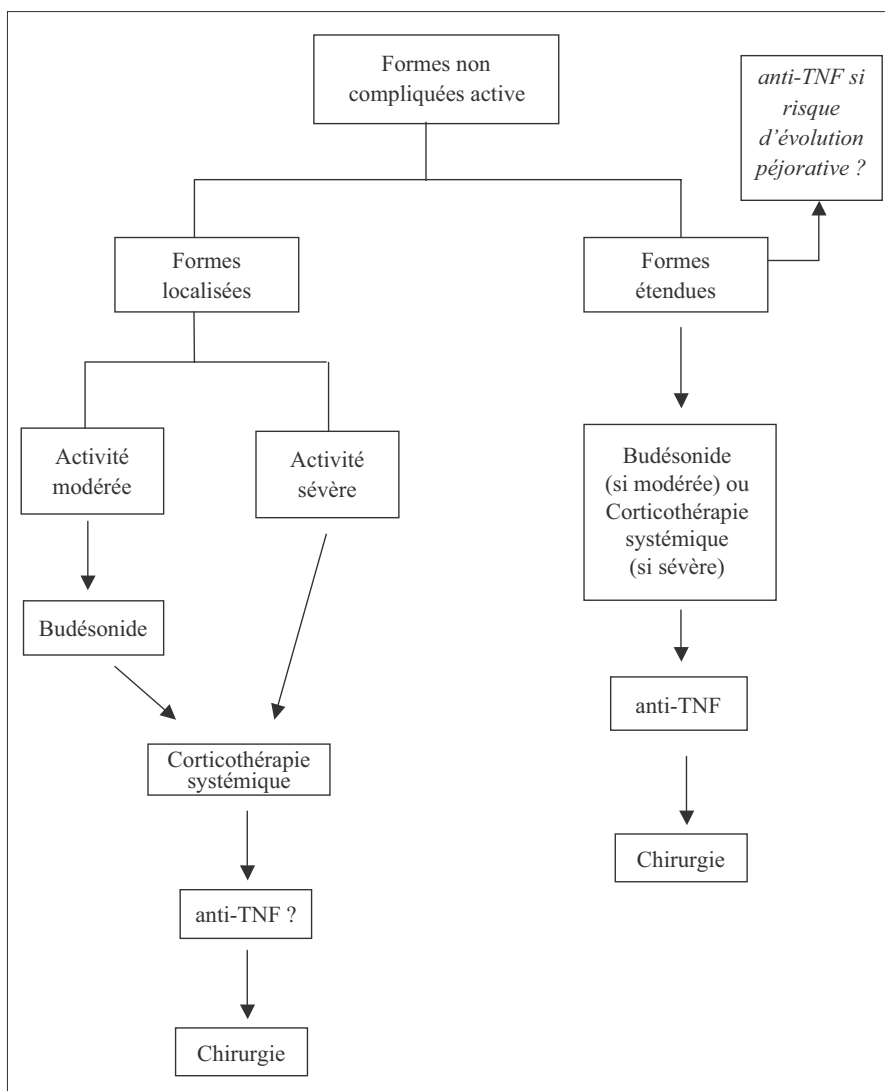 Formes non
compliquées active
anti-TNF si
risque
d’évolution
péjorative ?
Formes
localisées
Formes
étendues
Activité
modérée
Activité
sévère
Budésonide
(si modérée) ou
Corticothérapie
systémique
(si sévère)
Budésonide
anti-TNF
Corticothérapie
systémique
Chirurgie
anti-TNF ?
Chirurgie